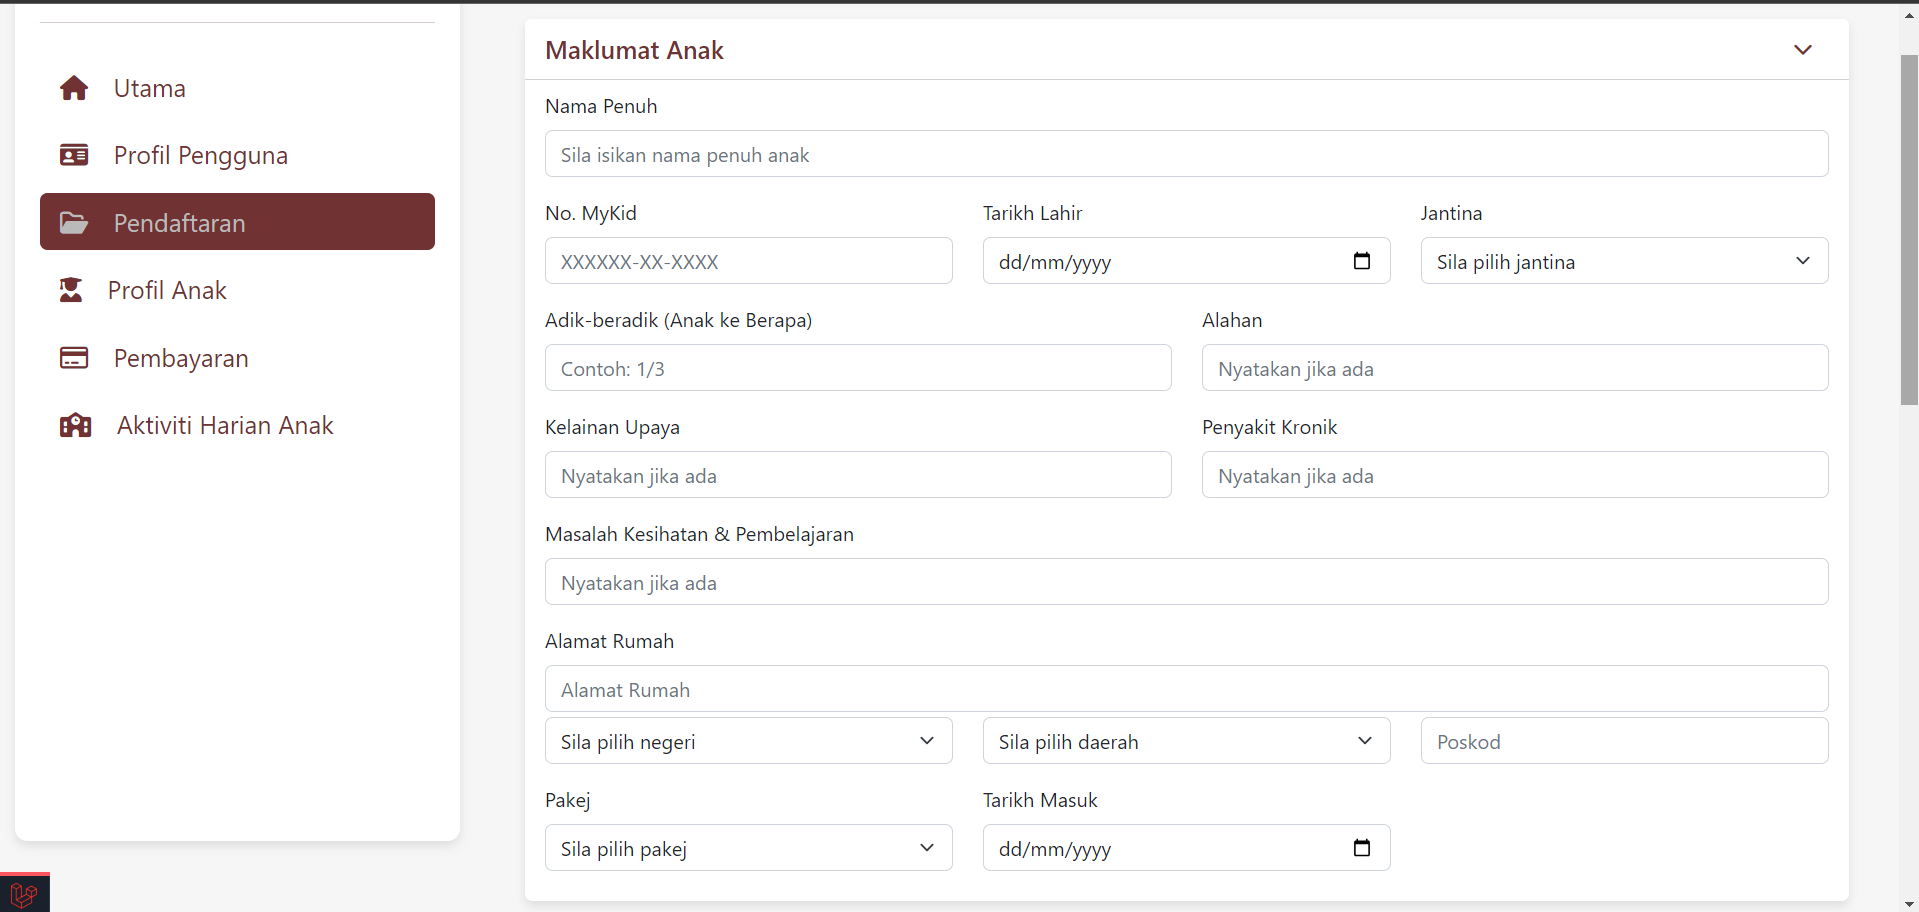 Utama
Profil Pengguna
Pendaftaran
Profil Anak
Pembayaran
Aktiviti Harian Anak
Maklumat Anak
Nama Penuh
Sila isikan nama penuh anak
No. MyKid
Tarikh Lahir
Jantina
XXXXXX-XX-XXXX
dd/mm/yyyy
Sila pilih jantina
Adik-beradik (Anak ke Berapa)
Alahan
Contoh: 1/3
Nyatakan jika ada
Kelainan Upaya
Penyakit Kronik
Nyatakan jika ada
Nyatakan jika ada
Masalah Kesihatan & Pembelajaran
Nyatakan jika ada
Alamat Rumah
Alamat Rumah
Sila pilih negeri
Sila pilih daerah
Poskod
Pakej
Tarikh Masuk
Sila pilih pakej
dd/mm/yyyy